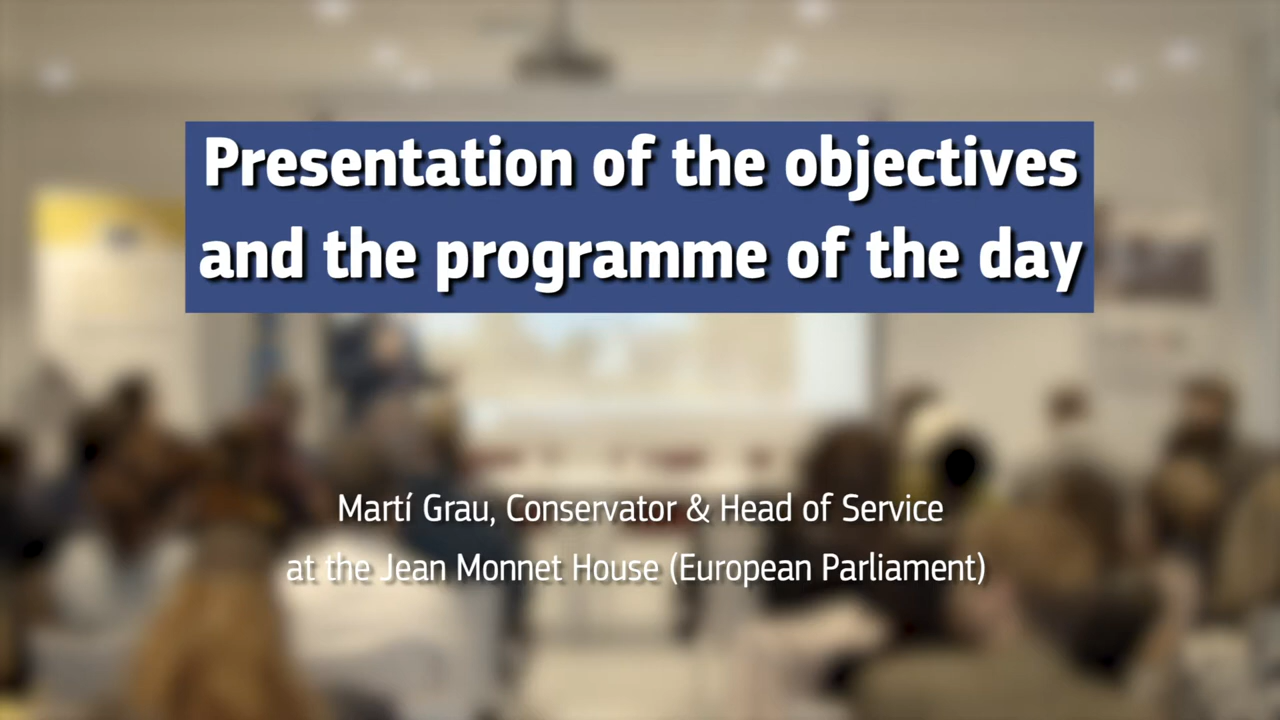 Presentation of the objectives
and the programme of the day
Martí Grau, Conservator & Head of Service
at the Jean Monnet House (European Parliament)